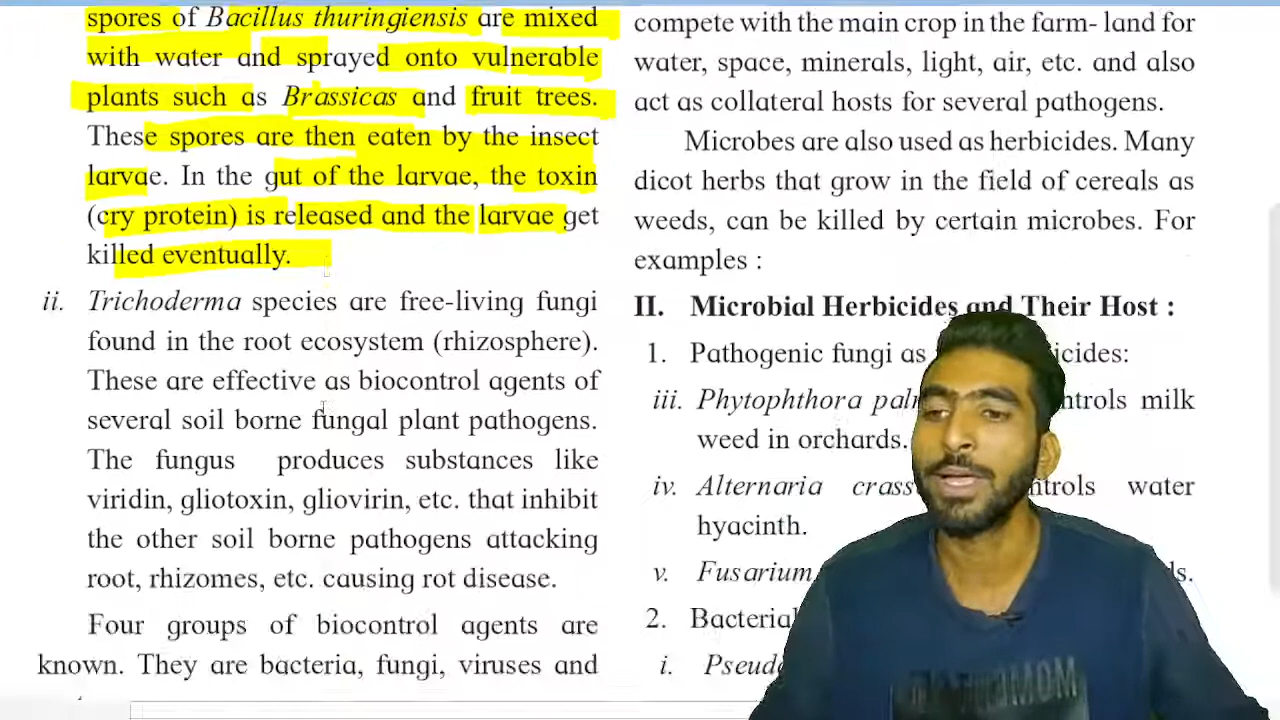 spores of Bacillus thuringiensis are mixed
with water and sprayed onto vulnerable
plants such as Brassicas and fruit trees.
These spores are then eaten by the insect
larvae. In the gut of the larvae, the toxin
(cry protein) is released and the larvae get
killed eventually.
ii. Trichoderma species are free-living fungi
found in the root ecosystem (rhizosphere).
These are effective as biocontrol agents of
several soil borne fungal plant pathogens.
The fungus produces substances like
viridin, gliotoxin, gliovirin, etc. that inhibit
the other soil borne pathogens attacking
root, rhizomes, etc. causing rot disease.
Four groups of biocontrol agents are
known. They are bacteria, fungi, viruses and
compete with the main crop in the farm- land for
water, space, minerals, light, air, etc. and also
act as collateral hosts for several pathogens.
Microbes are also used as herbicides. Many
dicot herbs that grow in the field of cereals as
weeds, can be killed by certain microbes. For
examples :
II. Microbial Herbicides and Their Host :
1. Pathogenic fungi as
iii. Phytophthora milk
weed in orchards.
iv. Alternaria water
hyacinth.
v. Fusarium
2.
i.